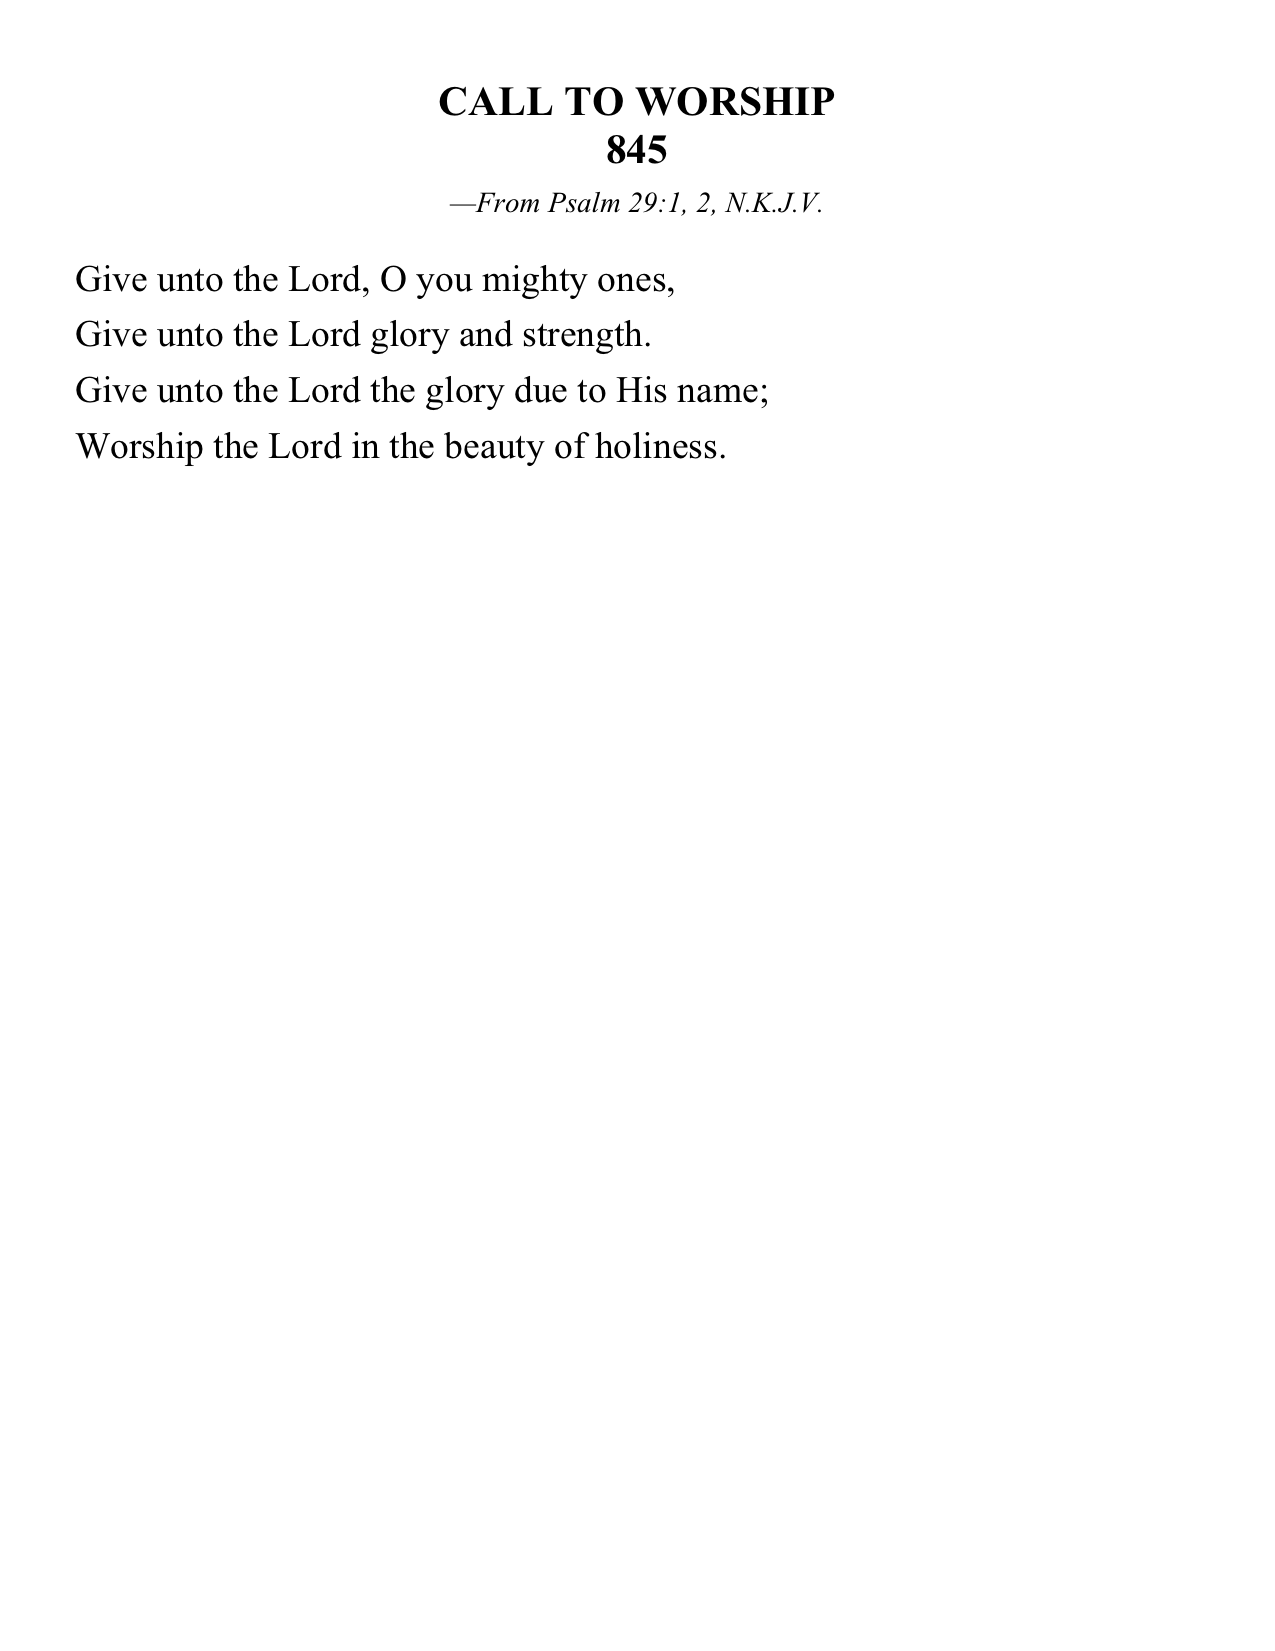 CALL TO WORSHIP
845
—From Psalm 29:1, 2, N.K.J.V.
Give unto the Lord, O you mighty ones,
Give unto the Lord glory and strength.
Give unto the Lord the glory due to His name;
Worship the Lord in the beauty of holiness.